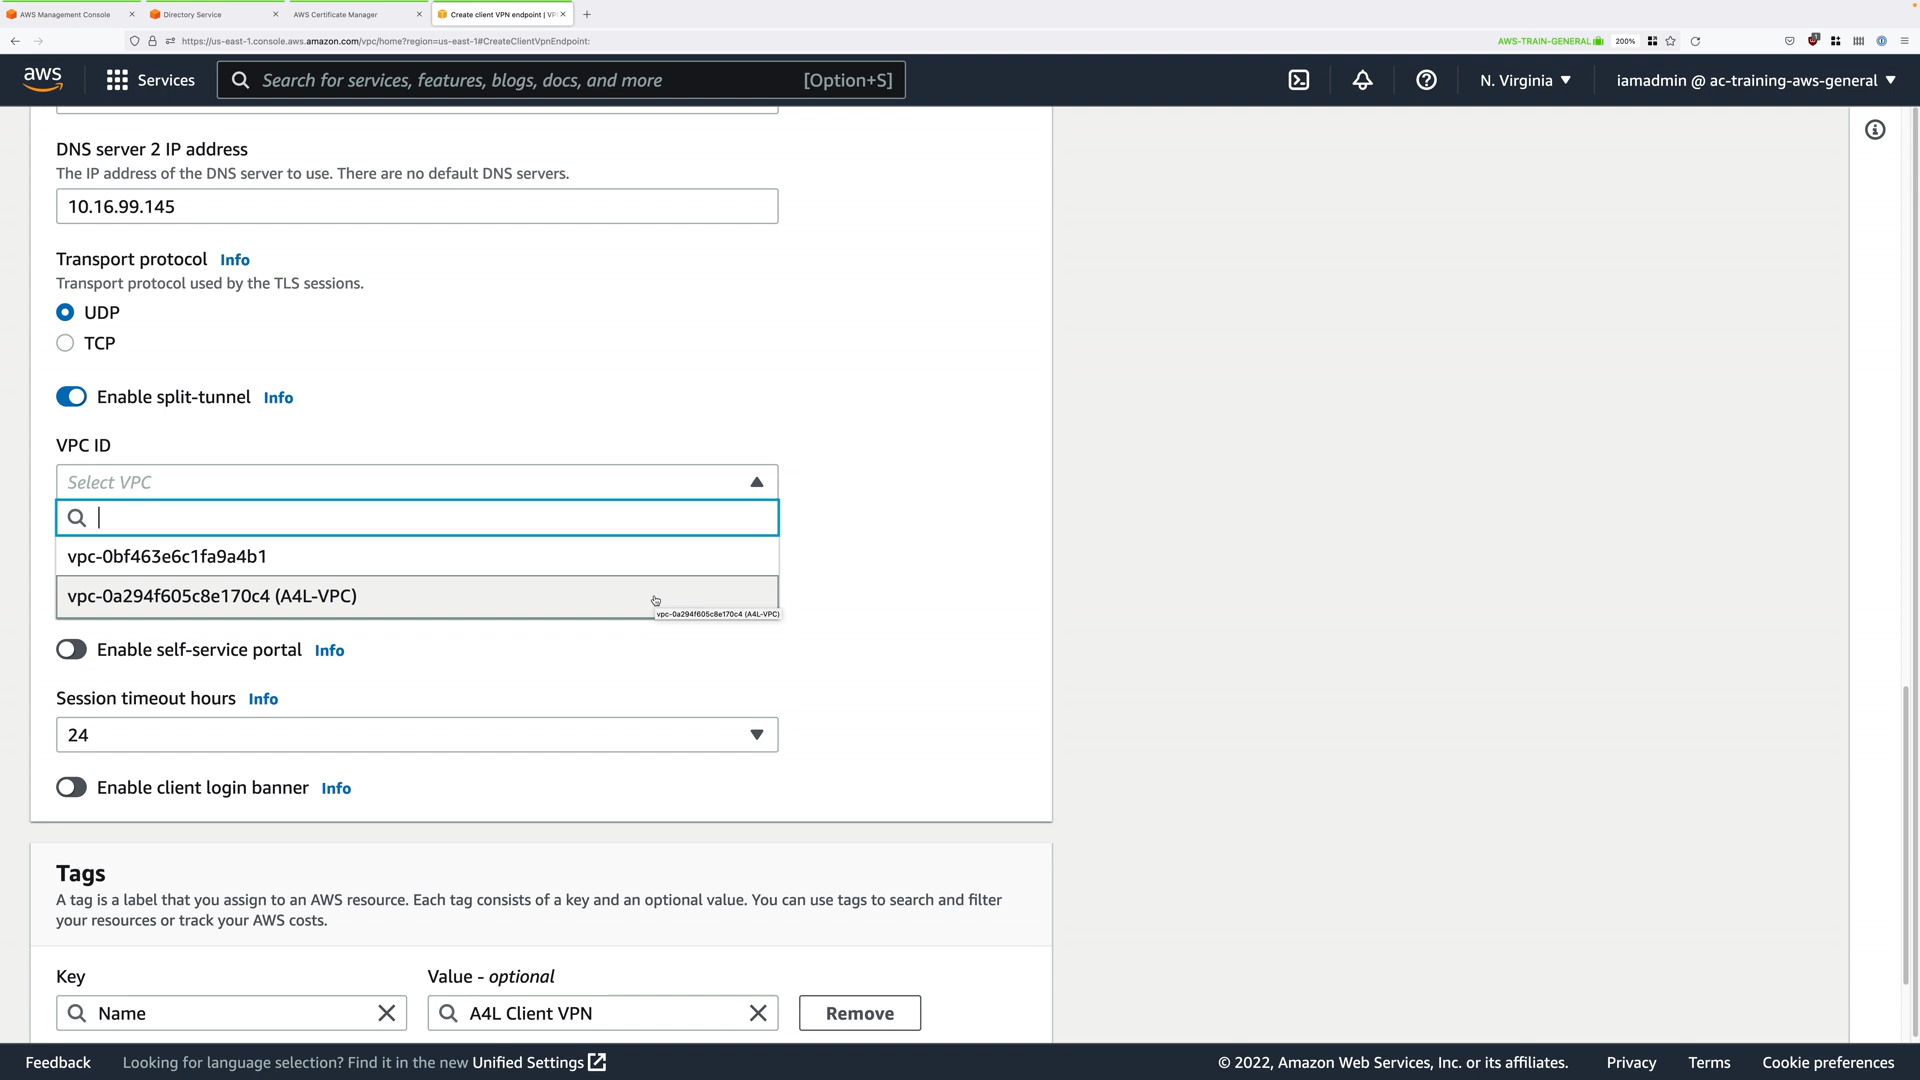 AWS Management Console
Directory Service
AWS Certificate Manager
Create client VPN endpoint | VP
https://us-east-1.console.aws.amazon.com/vpc/home?region=us-east-1#CreateClientVpnEndpoint:
AWS-TRAIN-GENERAL
200%
aws
Services
Search for services, features, blogs, docs, and more
[Option+S]
N. Virginia
iamadmin @ ac-training-aws-general
DNS server 2 IP address
The IP address of the DNS server to use. There are no default DNS servers.
10.16.99.145
Transport protocol Info
Transport protocol used by the TLS sessions.
UDP
TCP
Enable split-tunnel Info
VPC ID
Select VPC
vpc-0bf463e6c1fa9a4b1
vpc-0a294f605c8e170c4 (A4L-VPC)
vpc-0a294f605c8e170c4 (A4L-VPC)
Enable self-service portal Info
Session timeout hours Info
24
Enable client login banner Info
Tags
A tag is a label that you assign to an AWS resource. Each tag consists of a key and an optional value. You can use tags to search and filter
your resources or track your AWS costs.
Key
Value - optional
Name
A4L Client VPN
Remove
Feedback
Looking for language selection? Find it in the new Unified Settings
© 2022, Amazon Web Services, Inc. or its affiliates.
Privacy
Terms
Cookie preferences